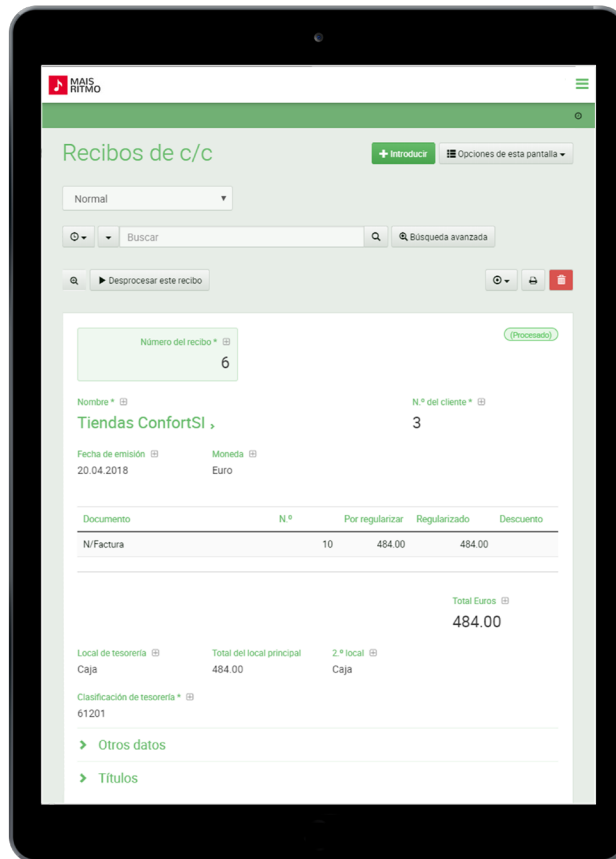 MAIS
RITMO
Recibos de c/c
Introducir
Opciones de esta pantalla
Normal
Buscar
Búsqueda avanzada
Desprocesar este recibo
(Procesado)
Número del recibo *
6
Nombre * N.º del cliente *
Tiendas ConfortSI 3
Fecha de emisión Moneda
20.04.2018 Euro
Documento N.º Por regularizar Regularizado Descuento
N/Factura 10 484.00 484.00
Total Euros
484.00
Local de tesorería Total del local principal 2.º local
Caja 484.00 Caja
Clasificación de tesorería *
61201
Otros datos
Títulos